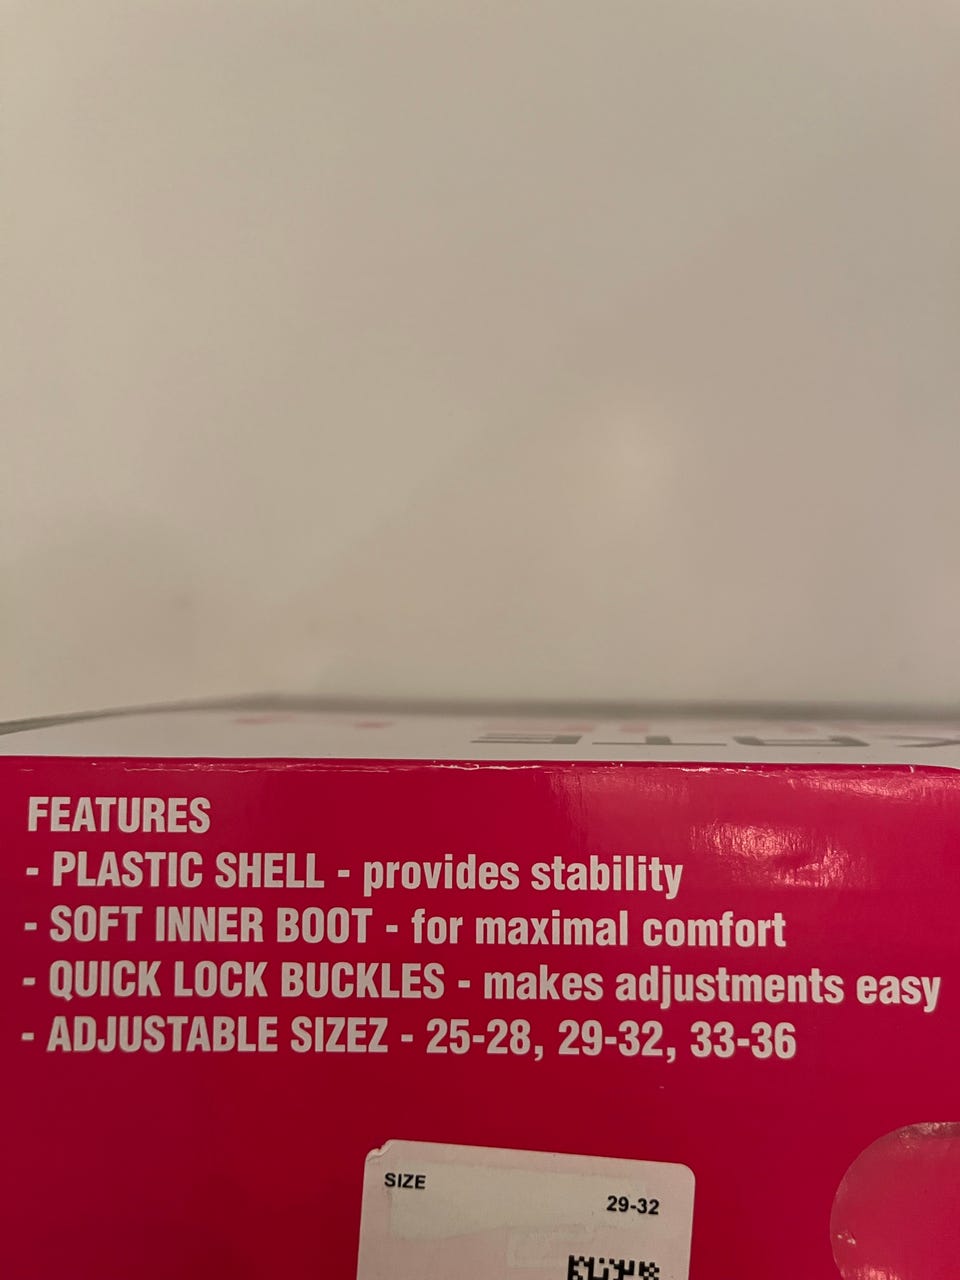 FEATURES
- PLASTIC SHELL - provides stability
- SOFT INNER BOOT - for maximal comfort
- QUICK LOCK BUCKLES - makes adjustments easy
- ADJUSTABLE SIZEZ - 25-28, 29-32, 33-36
SIZE
29-32